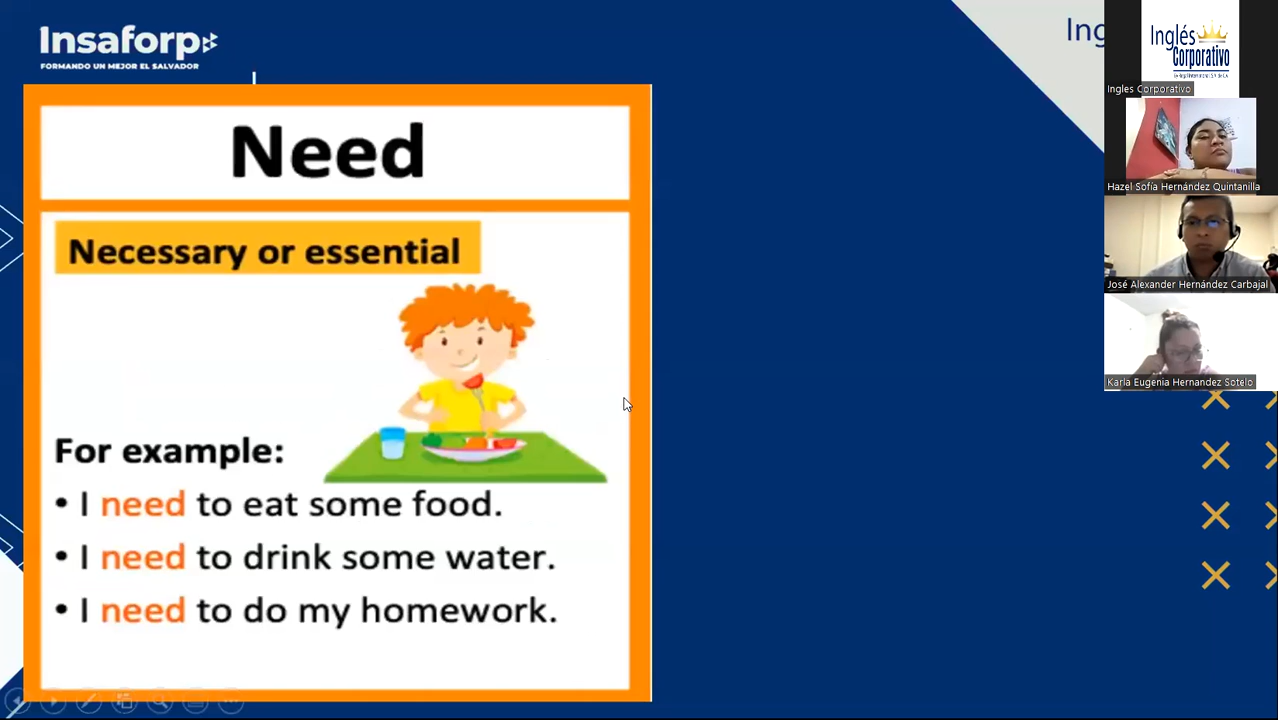 Insaforp
FORMANDO UN MEJOR EL SALVADOR
Ing
Need
Necessary or essential
For example:
• I need to eat some food.
• I need to drink some water.
• I need to do my homework.
Inglés
Corporativo
Ingles Corporativo
Hazel Sofía Hernández Quintanilla
José Alexander Hernández Carbajal
Karla Eugenia Hernandez Sotelo